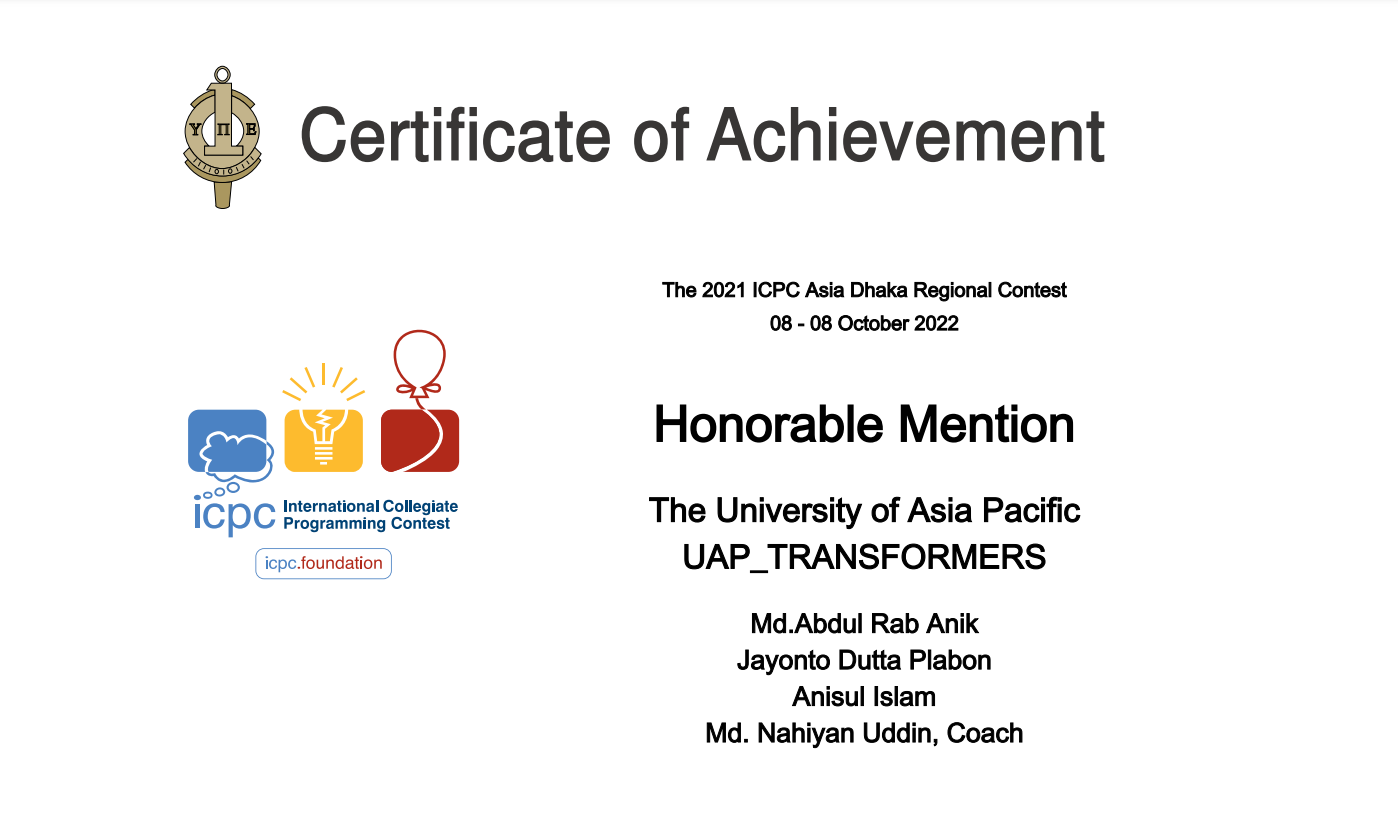 Υ Π Ε
Certificate of Achievement
The 2021 ICPC Asia Dhaka Regional Contest
08 - 08 October 2022
Honorable Mention
The University of Asia Pacific
UAP_TRANSFORMERS
Md.Abdul Rab Anik
Jayonto Dutta Plabon
Anisul Islam
Md. Nahiyan Uddin, Coach
icpc International Collegiate
Programming Contest
icpc.foundation